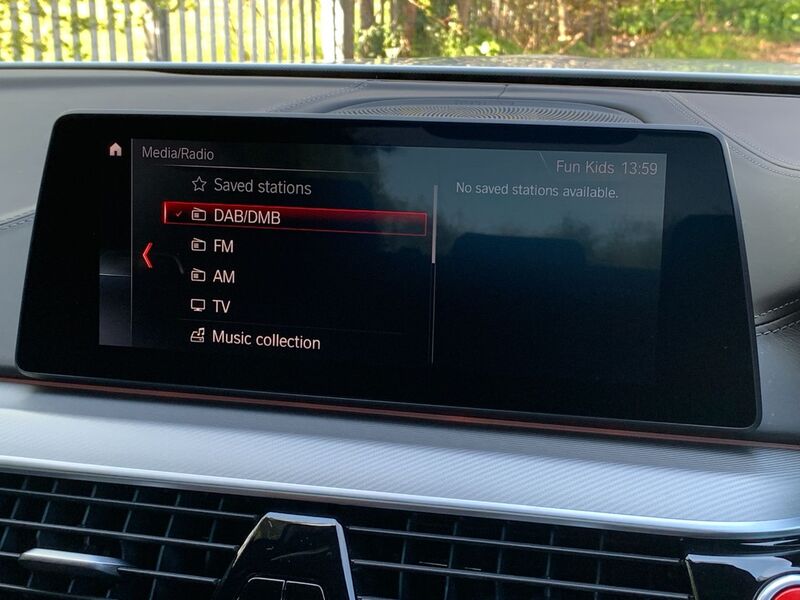 Media/Radio
Fun Kids 13:59
Saved stations
No saved stations available.
DAB/DMB
FM
AM
TV
Music collection